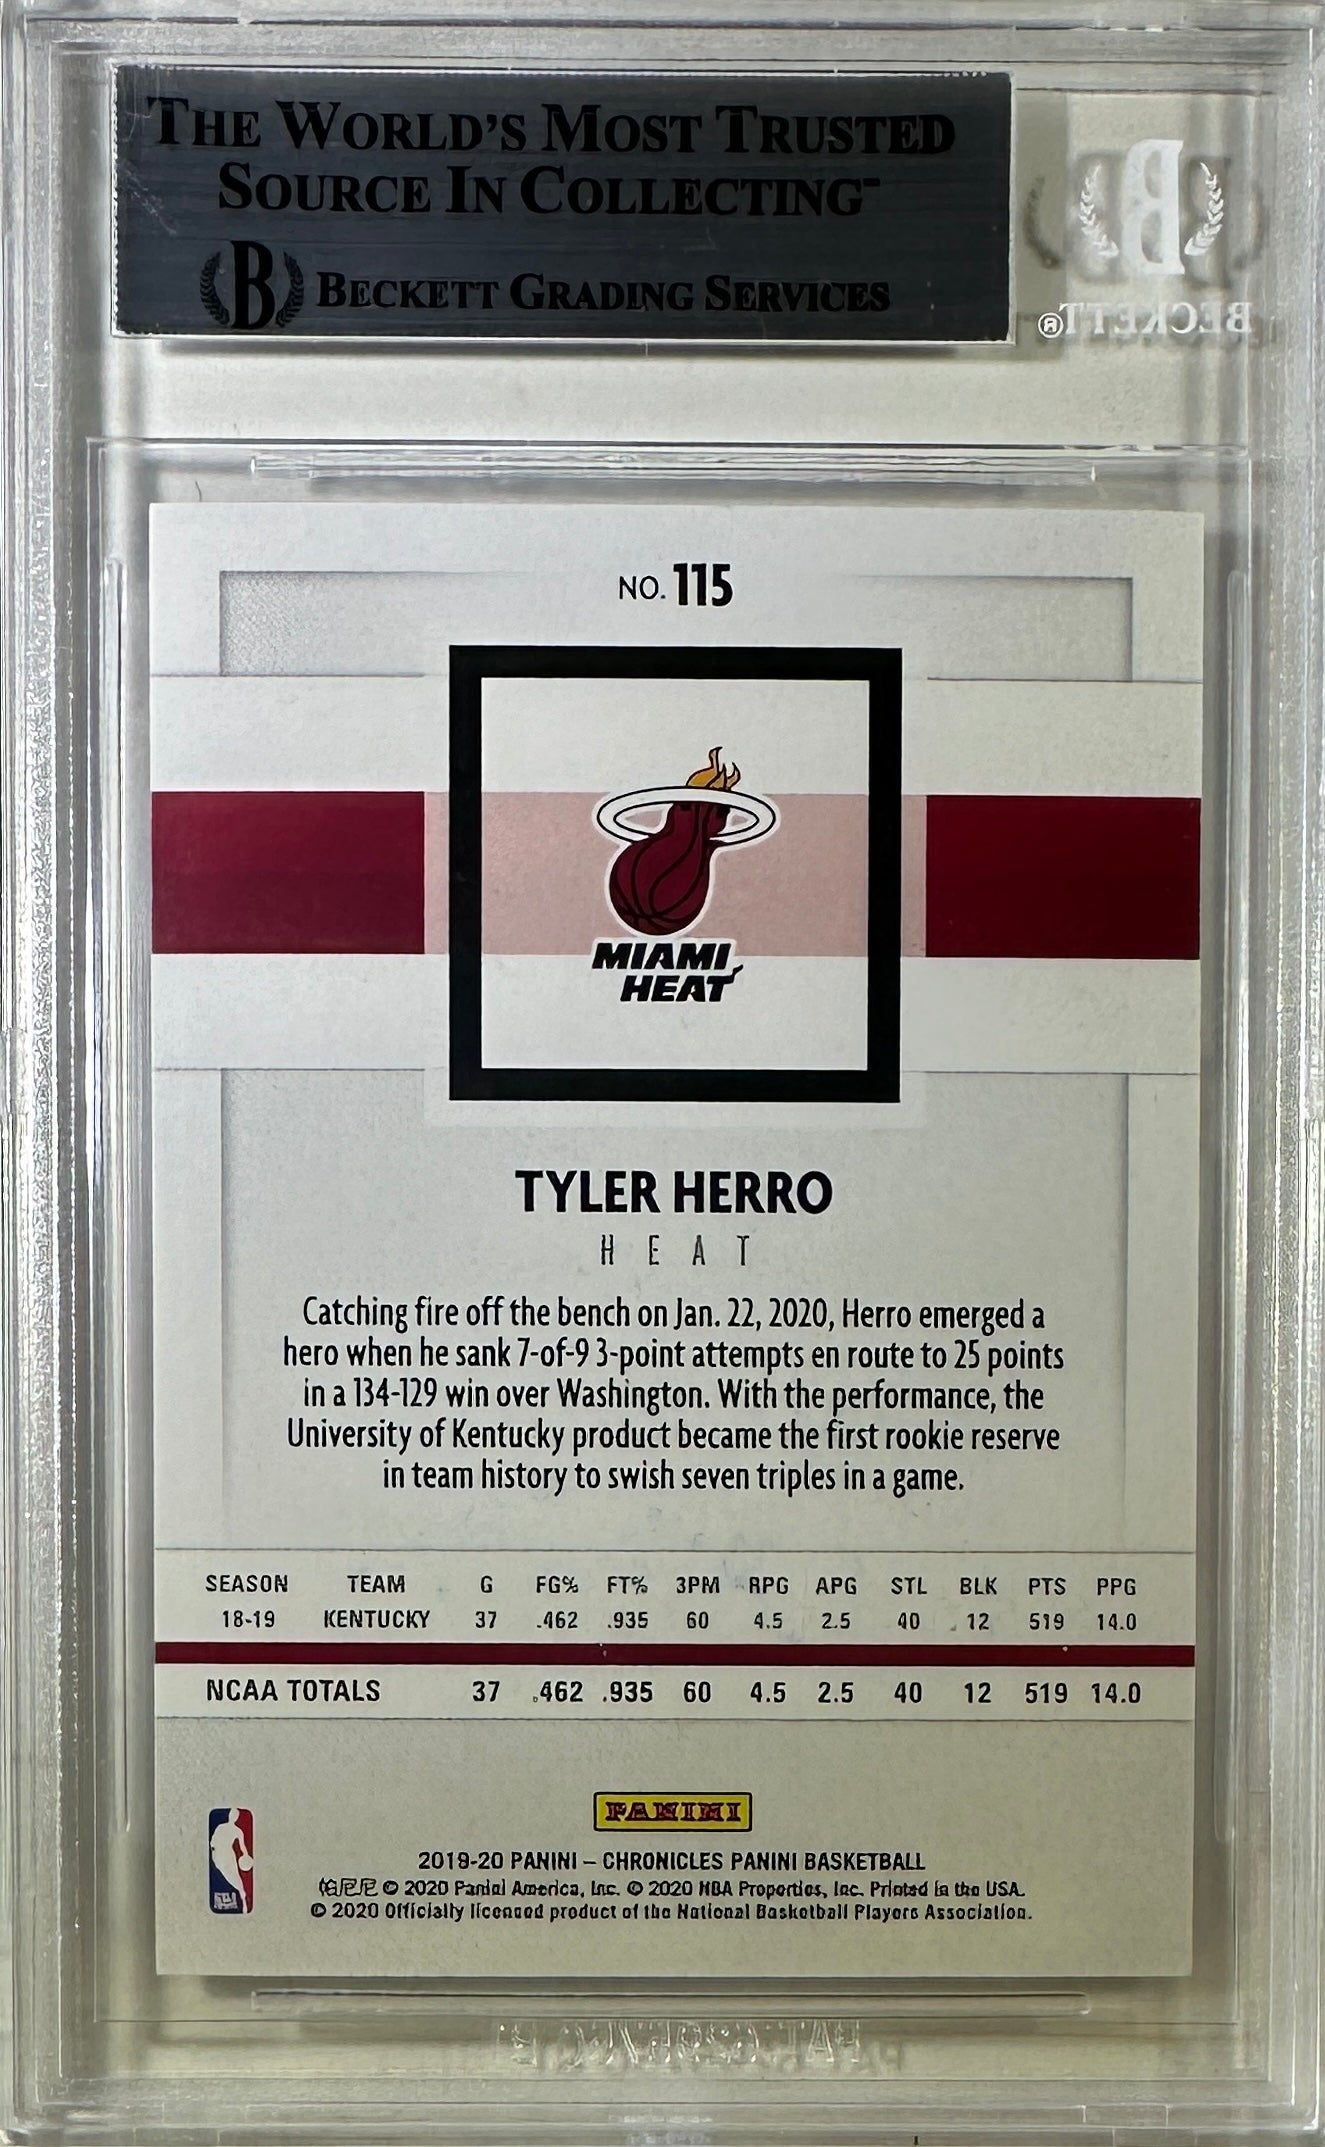 THE WORLD'S MOST TRUSTED
SOURCE IN COLLECTING™
B BECKETT GRADING SERVICES
B
BECKETT®
NO. 115
MIAMI
HEAT
TYLER HERRO
HEAT
Catching fire off the bench on Jan. 22, 2020, Herro emerged a
hero when he sank 7-of-9 3-point attempts en route to 25 points
in a 134-129 win over Washington. With the performance, the
University of Kentucky product became the first rookie reserve
in team history to swish seven triples in a game.
SEASON TEAM G FG% FT% 3PM RPG APG STL BLK PTS PPG
18-19 KENTUCKY 37 .462 .935 60 4.5 2.5 40 12 519 14.0
NCAA TOTALS 37 .462 .935 60 4.5 2.5 40 12 519 14.0
PANINI
2019-20 PANINI – CHRONICLES PANINI BASKETBALL
© 2020 Panini America, Inc. © 2020 NBA Properties, Inc. Printed in the USA.
© 2020 Officially licensed product of the National Basketball Players Association.